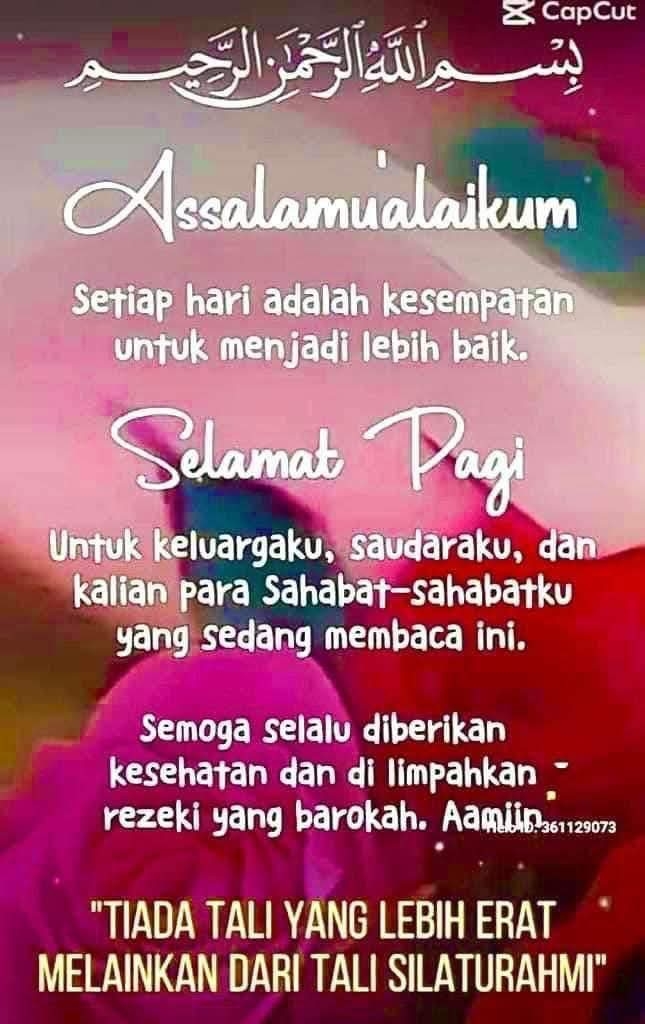 CapCut
بِسْمِ اللَّهِ الرَّحْمَٰنِ الرَّحِيمِ
Assalamu'alaikum
Setiap hari adalah kesempatan
untuk menjadi lebih baik.
Selamat Pagi
Untuk keluargaku, saudaraku, dan
kalian para Sahabat-sahabatku
yang sedang membaca ini.
Semoga selalu diberikan
kesehatan dan di limpahkan
rezeki yang barokah. Aamiin
ID: 361129073
"TIADA TALI YANG LEBIH ERAT
MELAINKAN DARI TALI SILATURAHMI"